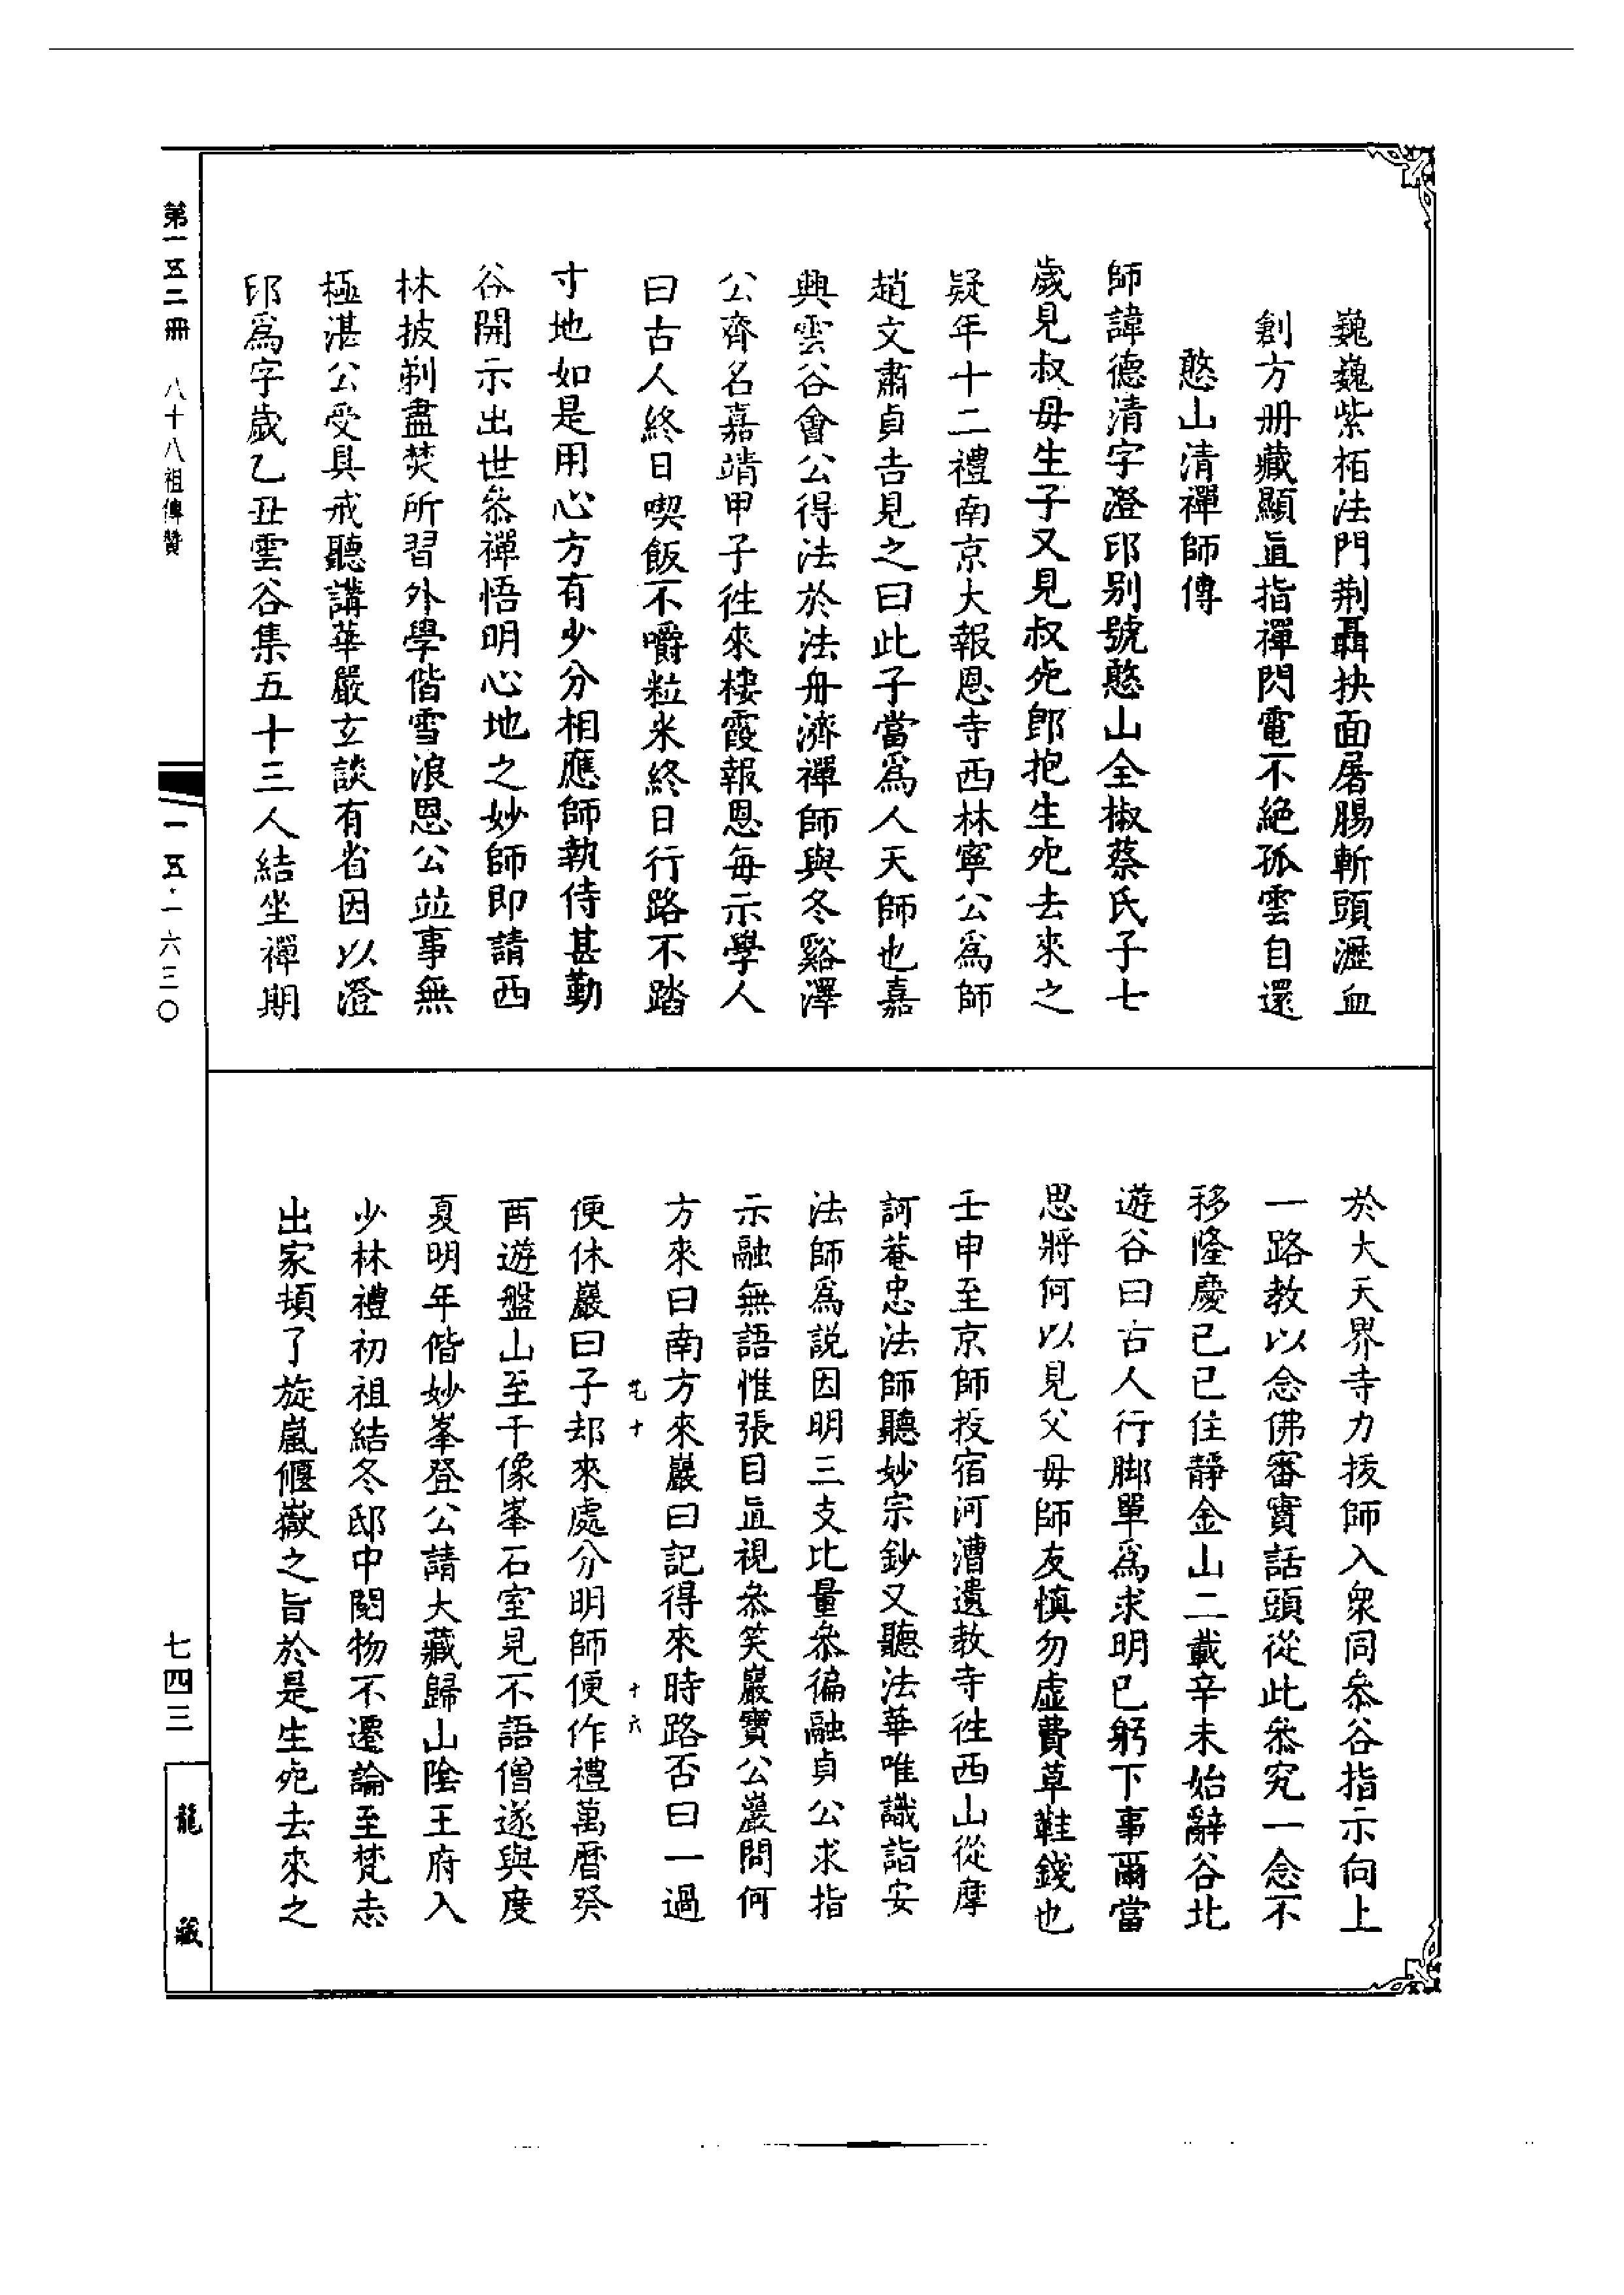 巍巍紫栢法門荆聶抉面屠腸斬頭瀝血
創方册藏顯直指禪閃電不絶孤雲自還
憨山清禪師傳
師諱德清字澄印别號憨山全椒蔡氏子七
歲見叔母生子又見叔死卽抱生死去來之
疑年十二禮南京大報恩寺西林寧公爲師
趙文肅貞吉見之曰此子當爲人天師也嘉
興雲谷會公得法於法舟濟禪師與冬谿澤
公齊名嘉靖甲子徃來棲霞報恩每示學人
曰古人終日喫飯不嚼粒米終日行路不踏
寸地如是用心方有少分相應師執侍甚勤
谷開示出世叅禪悟明心地之妙師即請西
林披剃盡焚所習外學偕雪浪恩公竝事無
極湛公受具戒聽講華嚴玄談有省因以澄
印爲字歲乙丑雲谷集五十三人結坐禪期
於大天界寺力拔師入衆同叅谷指示向上
一路教以念佛審實話頭從此叅究一念不
移隆慶己巳住靜金山二載辛未始辭谷北
遊谷曰古人行脚單爲求明己躬下事爾當
思將何以見父母師友慎勿虚費草鞋錢也
壬申至京師投宿河漕遺教寺徃西山從摩
訶菴忠法師聽妙宗鈔又聽法華唯識詣安
法師爲説因明三支比量叅徧融貞公求指
示融無語惟張目直視叅笑巖寶公巖問何
方來曰南方來巖曰記得來時路否曰一過
便休巖曰子却來處分明師便作禮萬曆癸
酉遊盤山至千像峯石室見不語僧遂與度
夏明年偕妙峯登公請大藏歸山陰王府入
少林禮初祖結冬邸中閱物不遷論至梵志
出家頓了旋嵐偃嶽之旨於是生死去來之
十
十六
第一五二冊　八十八祖傳贊
一五·一六三〇
七四三
龍藏